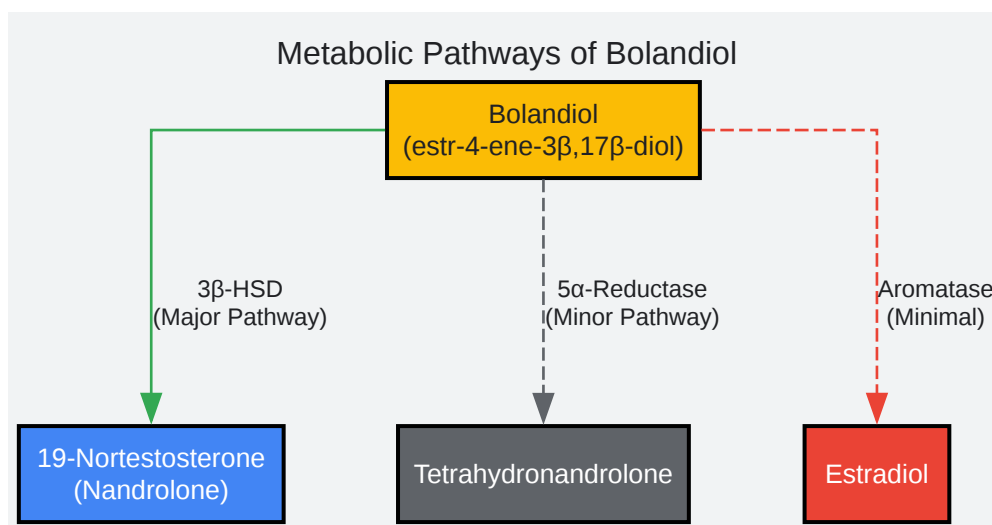 Metabolic Pathways of Bolandiol
Bolandiol
(estr-4-ene-3β,17β-diol)
3β-HSD
(Major Pathway)
5α-Reductase
(Minor Pathway)
Aromatase
(Minimal)
19-Nortestosterone
(Nandrolone)
Tetrahydronandrolone
Estradiol